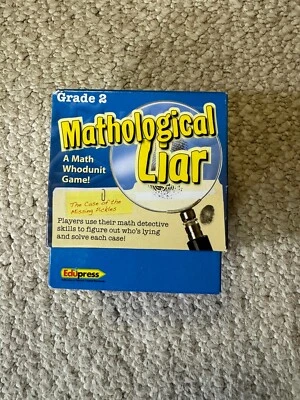 Grade 2
Mathological
Liar
A Math
Whodunit
Game!
The Case of the
Missing Pickles
Players use their math detective
skills to figure out who's lying
and solve each case!
Edupress